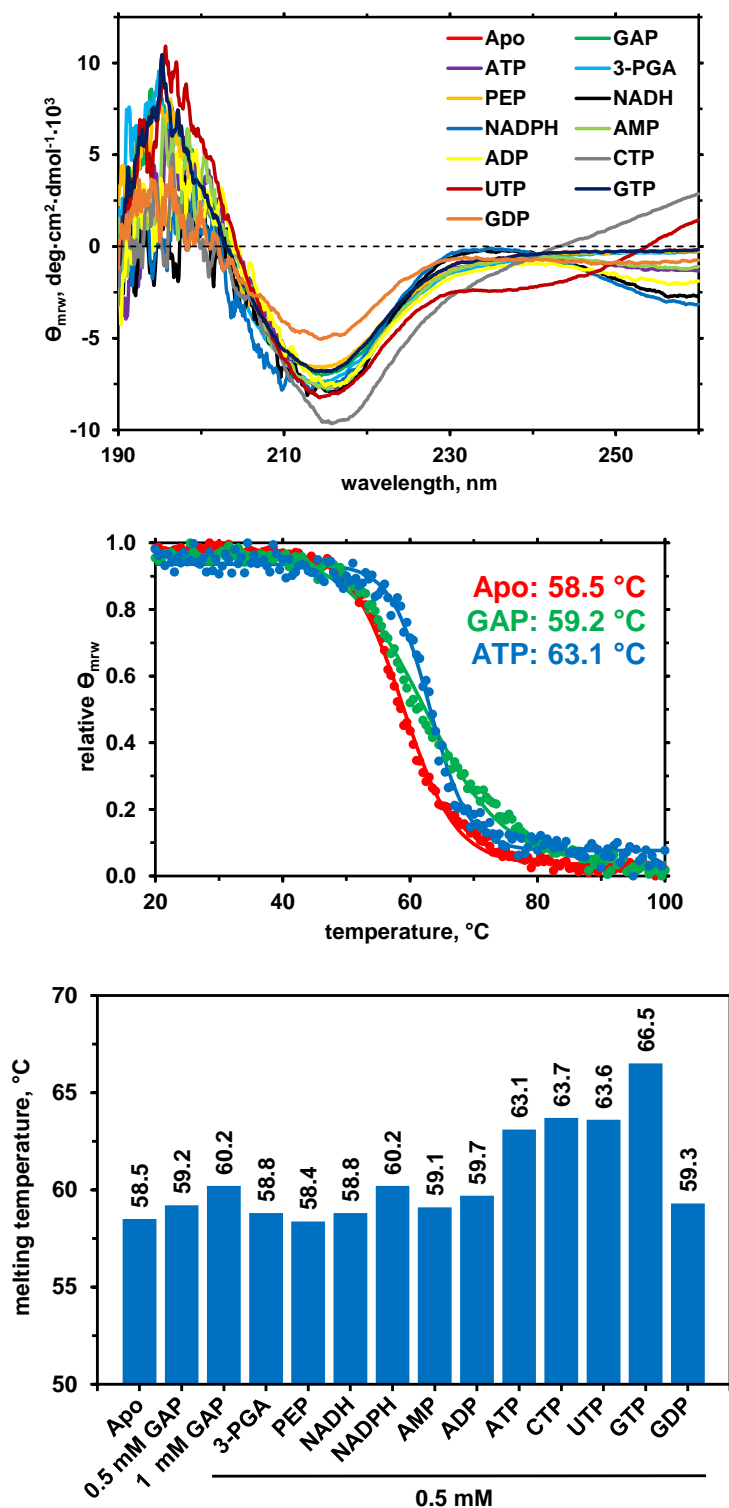 10
5
0
-5
-10
Θmrw, deg·cm²·dmol⁻¹·10³
Apo
GAP
ATP
3-PGA
PEP
NADH
NADPH
AMP
ADP
CTP
UTP
GTP
GDP
190 210 230 250
wavelength, nm
1.0
0.8
0.6
0.4
0.2
0.0
relative Θmrw
Apo: 58.5 °C
GAP: 59.2 °C
ATP: 63.1 °C
20 40 60 80 100
temperature, °C
70
65
60
55
50
melting temperature, °C
58.5
59.2
60.2
58.8
58.4
58.8
60.2
59.1
59.7
63.1
63.7
63.6
66.5
59.3
Apo
0.5 mM GAP
1 mM GAP
3-PGA
PEP
NADH
NADPH
AMP
ADP
ATP
CTP
UTP
GTP
GDP
0.5 mM